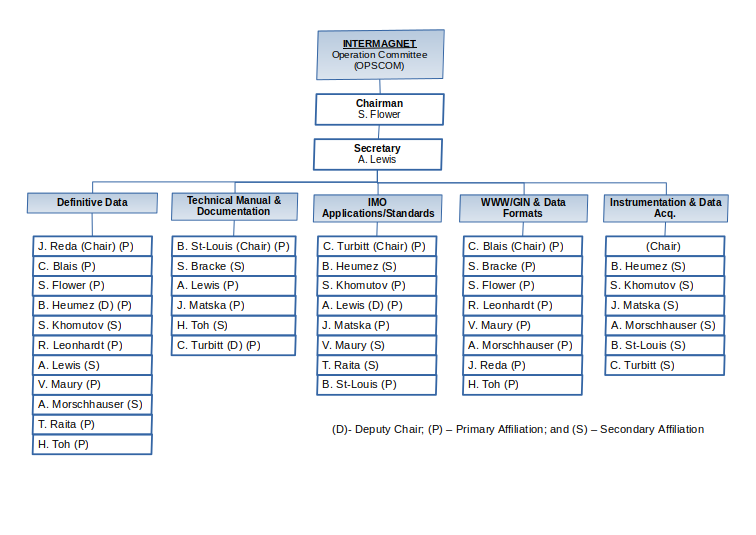 INTERMAGNET
Operation Committee
(OPSCOM)
Chairman
S. Flower
Secretary
A. Lewis
Definitive Data
J. Reda (Chair) (P)
C. Blais (P)
S. Flower (P)
B. Heumez (D) (P)
S. Khomutov (S)
R. Leonhardt (P)
A. Lewis (S)
V. Maury (P)
A. Morschhauser (S)
T. Raita (P)
H. Toh (P)
Technical Manual &
Documentation
B. St-Louis (Chair) (P)
S. Bracke (S)
A. Lewis (P)
J. Matska (P)
H. Toh (S)
C. Turbitt (D) (P)
IMO
Applications/Standards
C. Turbitt (Chair) (P)
B. Heumez (S)
S. Khomutov (P)
A. Lewis (D) (P)
J. Matska (P)
V. Maury (S)
T. Raita (S)
B. St-Louis (P)
WWW/GIN & Data
Formats
C. Blais (Chair) (P)
S. Bracke (P)
S. Flower (P)
R. Leonhardt (P)
V. Maury (P)
A. Morschhauser (P)
J. Reda (P)
H. Toh (P)
Instrumentation & Data
Acq.
(Chair)
B. Heumez (S)
S. Khomutov (S)
J. Matska (S)
A. Morschhauser (S)
B. St-Louis (S)
C. Turbitt (S)
(D)- Deputy Chair; (P) – Primary Affiliation; and (S) – Secondary Affiliation